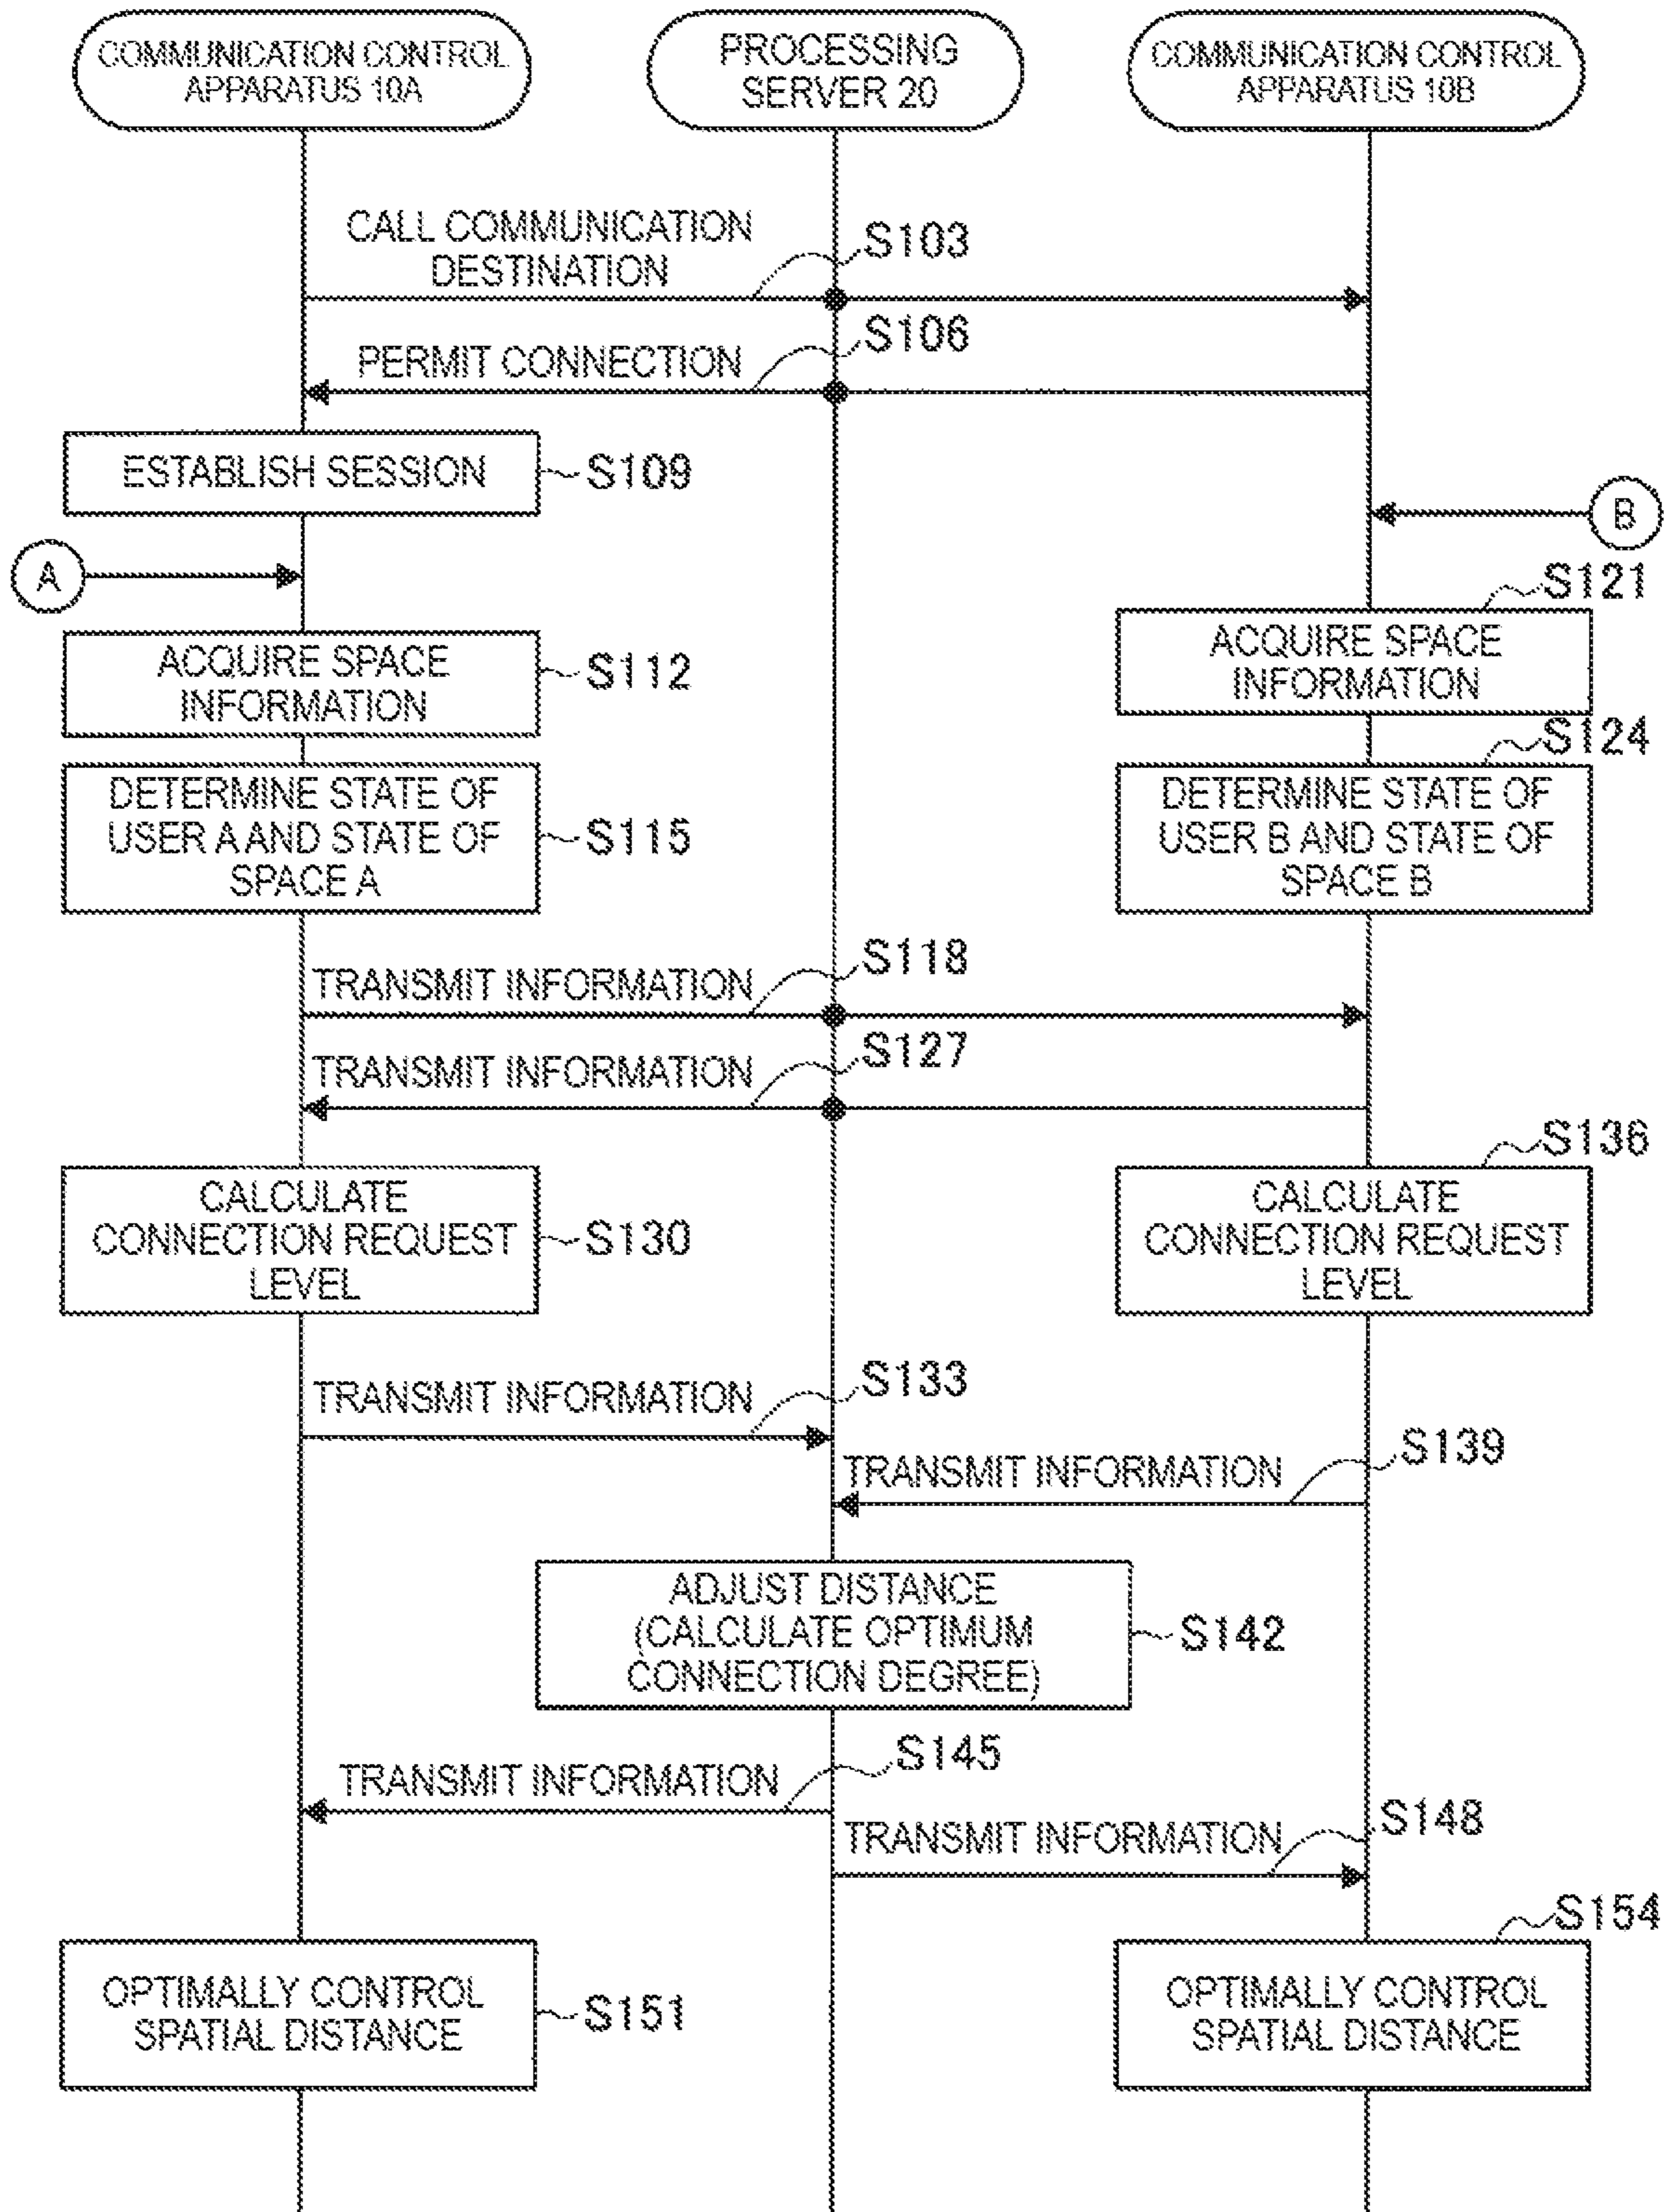 COMMUNICATION CONTROL
APPARATUS 10A
PROCESSING
SERVER 20
COMMUNICATION CONTROL
APPARATUS 10B
CALL COMMUNICATION
DESTINATION
S103
PERMIT CONNECTION
S106
ESTABLISH SESSION
S109
B
A
S121
ACQUIRE SPACE
INFORMATION
S112
ACQUIRE SPACE
INFORMATION
S124
DETERMINE STATE OF
USER A AND STATE OF
SPACE A
S115
DETERMINE STATE OF
USER B AND STATE OF
SPACE B
TRANSMIT INFORMATION
S118
TRANSMIT INFORMATION
S127
S136
CALCULATE
CONNECTION REQUEST
LEVEL
S130
CALCULATE
CONNECTION REQUEST
LEVEL
TRANSMIT INFORMATION
S133
TRANSMIT INFORMATION
S139
ADJUST DISTANCE
(CALCULATE OPTIMUM
CONNECTION DEGREE)
S142
TRANSMIT INFORMATION
S145
TRANSMIT INFORMATION
S148
S154
OPTIMALLY CONTROL
SPATIAL DISTANCE
S151
OPTIMALLY CONTROL
SPATIAL DISTANCE